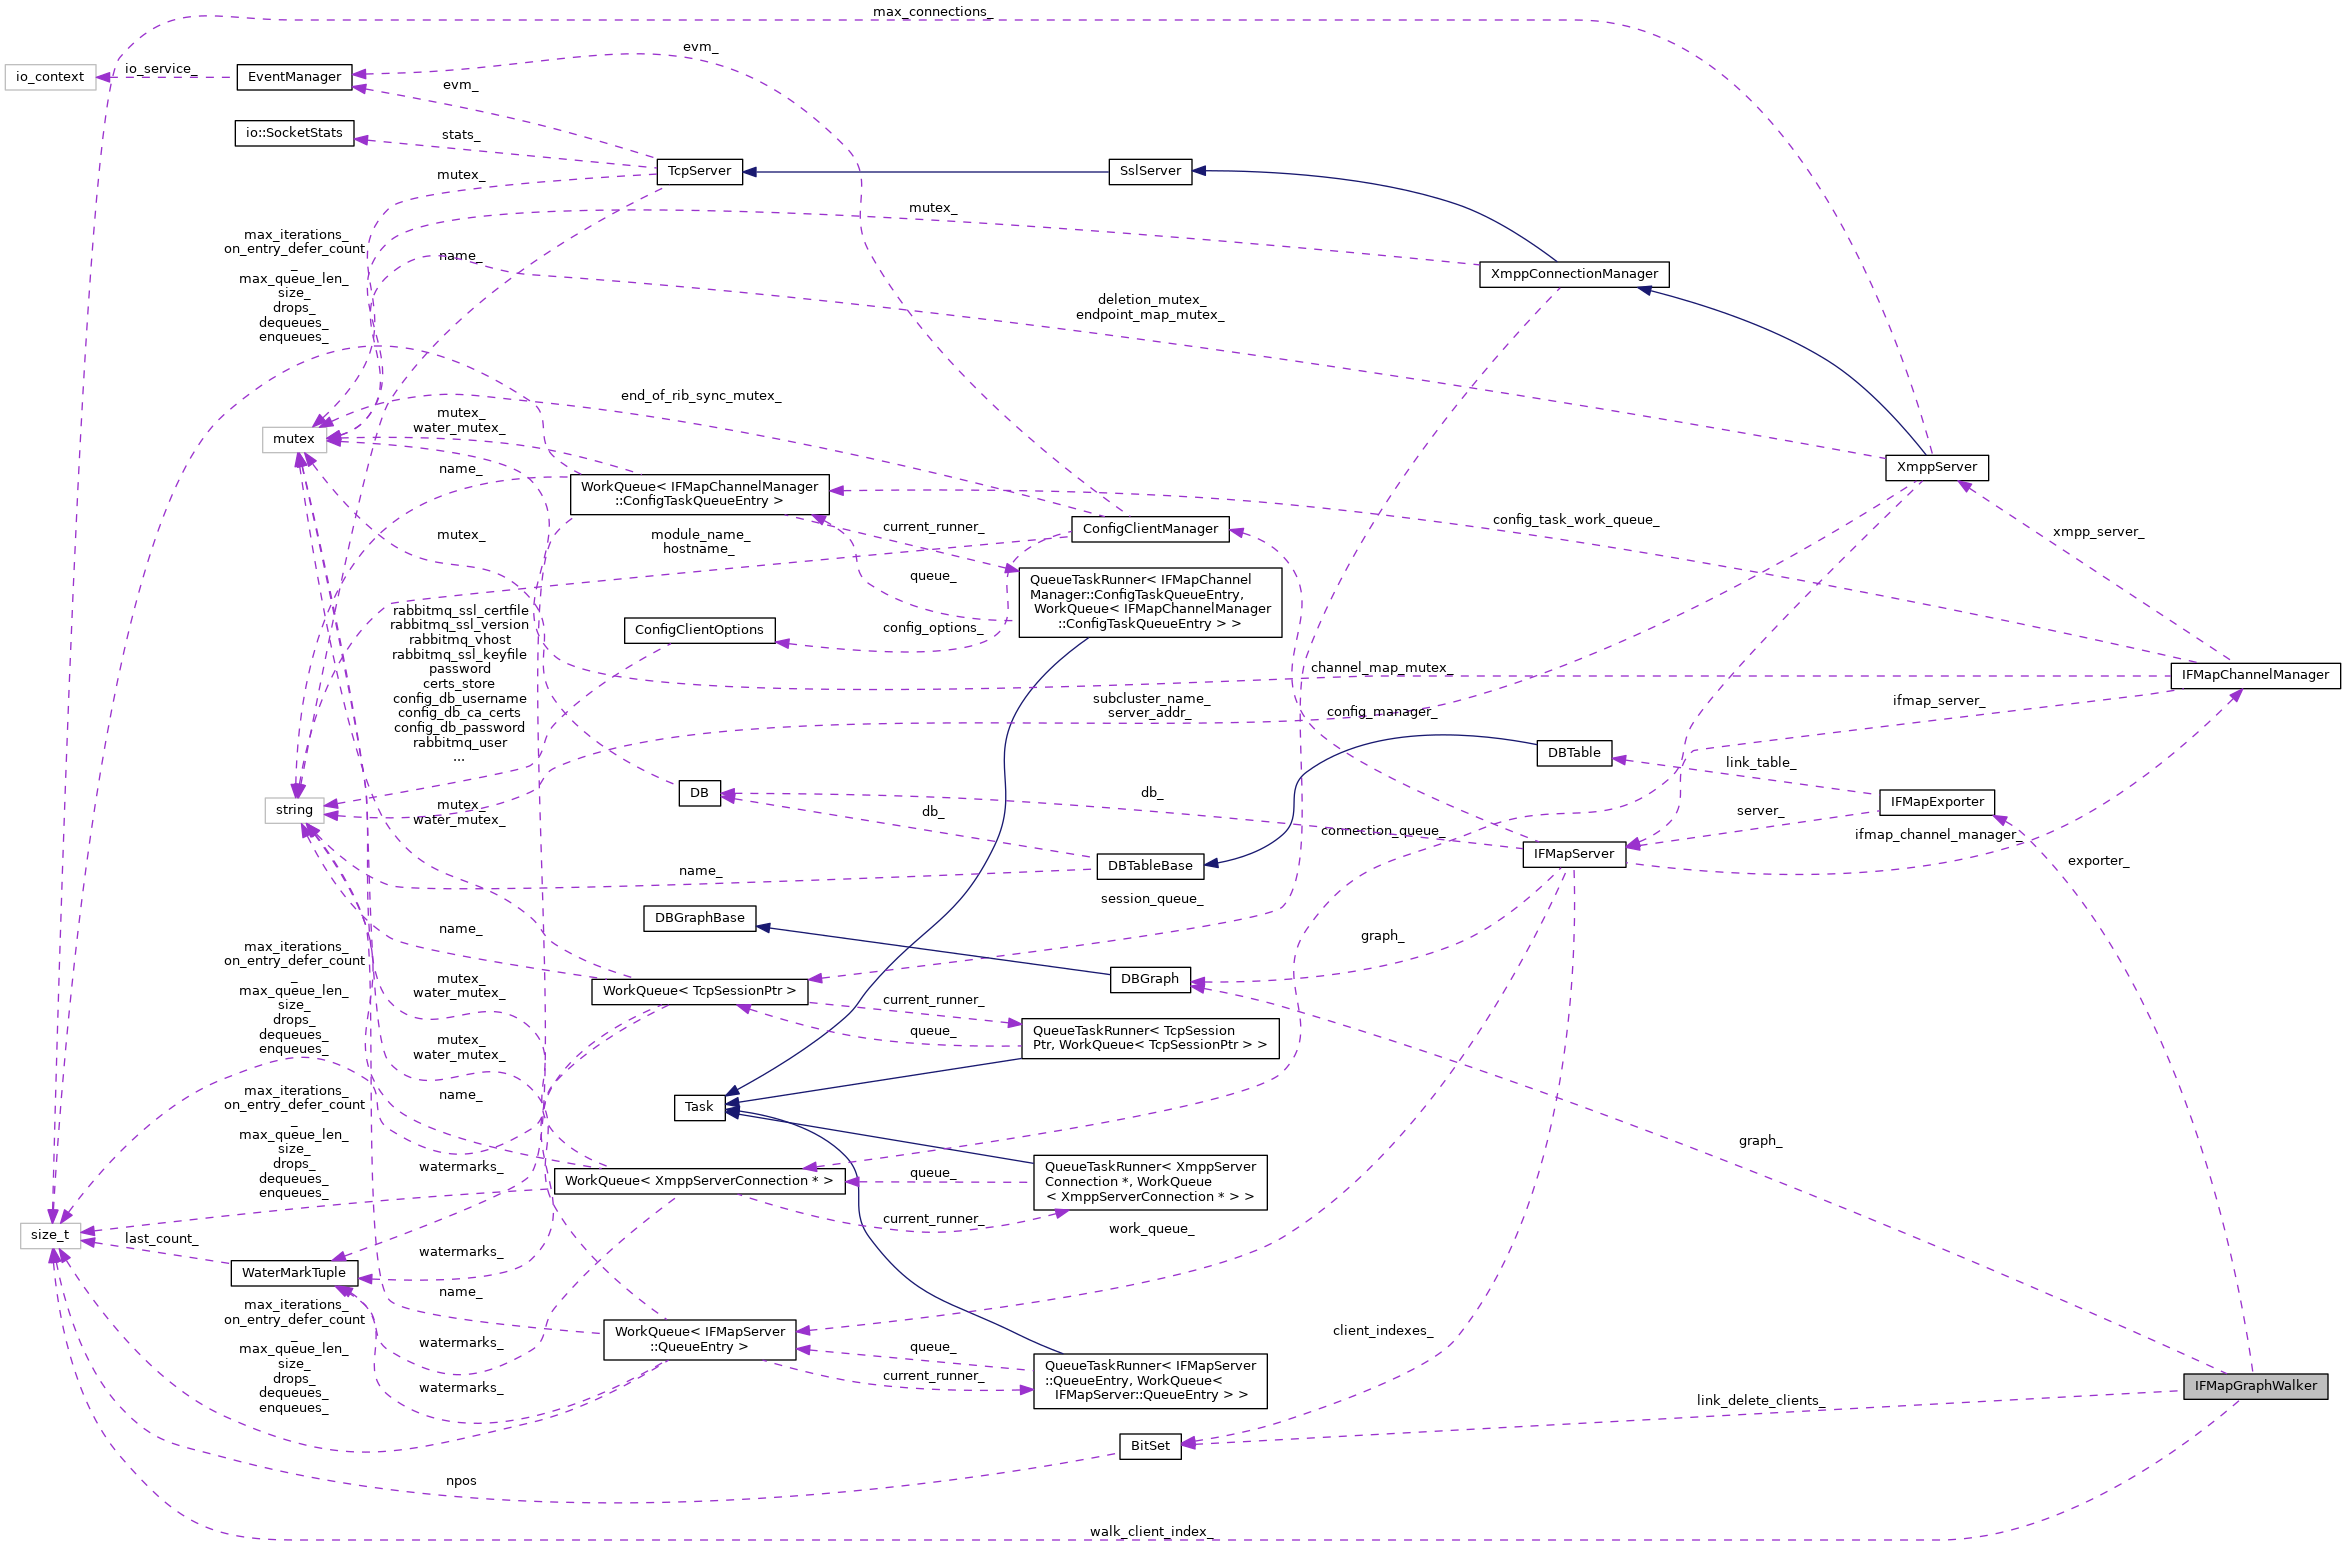 max_connections_
evm_
io_context
io_service_
EventManager
evm_
io::SocketStats
stats_
TcpServer
SslServer
mutex_
mutex_
max_iterations_
on_entry_defer_count
_
max_queue_len_
size_
drops_
dequeues_
enqueues_
name_
XmppConnectionManager
deletion_mutex_
endpoint_map_mutex_
end_of_rib_sync_mutex_
mutex_
water_mutex_
mutex
name_
XmppServer
WorkQueue< IFMapChannelManager
::ConfigTaskQueueEntry >
config_task_work_queue_
current_runner_
ConfigClientManager
xmpp_server_
mutex_
module_name_
hostname_
queue_
QueueTaskRunner< IFMapChannel
Manager::ConfigTaskQueueEntry,
WorkQueue< IFMapChannelManager
::ConfigTaskQueueEntry > >
config_options_
ConfigClientOptions
rabbitmq_ssl_certfile
rabbitmq_ssl_version
rabbitmq_vhost
rabbitmq_ssl_keyfile
password
certs_store
config_db_username
config_db_ca_certs
config_db_password
rabbitmq_user
...
channel_map_mutex_
IFMapChannelManager
subcluster_name_
server_addr_
config_manager_
ifmap_server_
DBTable
link_table_
DB
db_
IFMapExporter
string
mutex_
water_mutex_
db_
server_
connection_queue_
ifmap_channel_manager_
IFMapServer
DBTableBase
exporter_
name_
session_queue_
DBGraphBase
name_
graph_
max_iterations_
on_entry_defer_count
_
max_queue_len_
size_
drops_
dequeues_
enqueues_
mutex_
water_mutex_
DBGraph
WorkQueue< TcpSessionPtr >
current_runner_
queue_
QueueTaskRunner< TcpSession
Ptr, WorkQueue< TcpSessionPtr > >
mutex_
water_mutex_
name_
Task
max_iterations_
on_entry_defer_count
_
max_queue_len_
size_
drops_
dequeues_
enqueues_
graph_
watermarks_
WorkQueue< XmppServerConnection * >
queue_
QueueTaskRunner< XmppServer
Connection *, WorkQueue
< XmppServerConnection * > >
current_runner_
work_queue_
size_t
last_count_
watermarks_
WaterMarkTuple
name_
max_iterations_
on_entry_defer_count
_
max_queue_len_
size_
drops_
dequeues_
enqueues_
watermarks_
WorkQueue< IFMapServer
::QueueEntry >
client_indexes_
queue_
current_runner_
QueueTaskRunner< IFMapServer
::QueueEntry, WorkQueue<
IFMapServer::QueueEntry > >
watermarks_
IFMapGraphWalker
link_delete_clients_
BitSet
npos
walk_client_index_